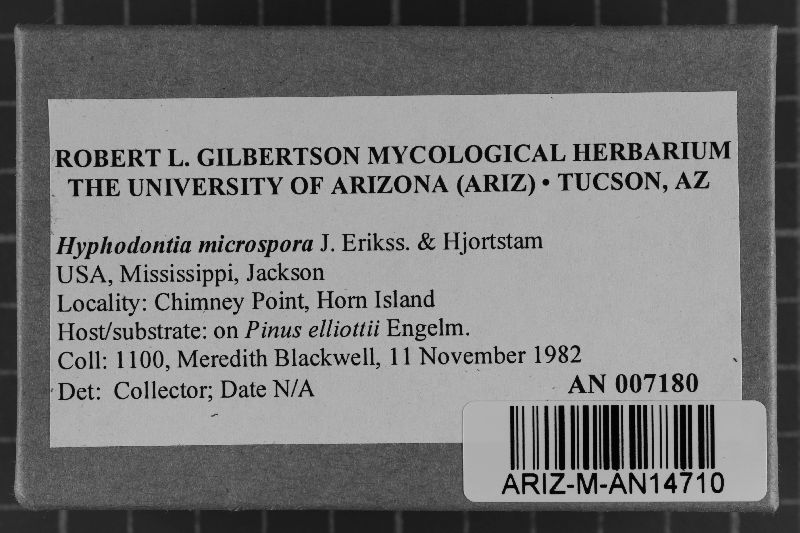 ROBERT L. GILBERTSON MYCOLOGICAL HERBARIUM
THE UNIVERSITY OF ARIZONA (ARIZ) • TUCSON, AZ
Hyphodontia microspora J. Erikss. & Hjortstam
USA, Mississippi, Jackson
Locality: Chimney Point, Horn Island
Host/substrate: on Pinus elliottii Engelm.
Coll: 1100, Meredith Blackwell, 11 November 1982
Det: Collector; Date N/A
AN 007180
ARIZ-M-AN14710